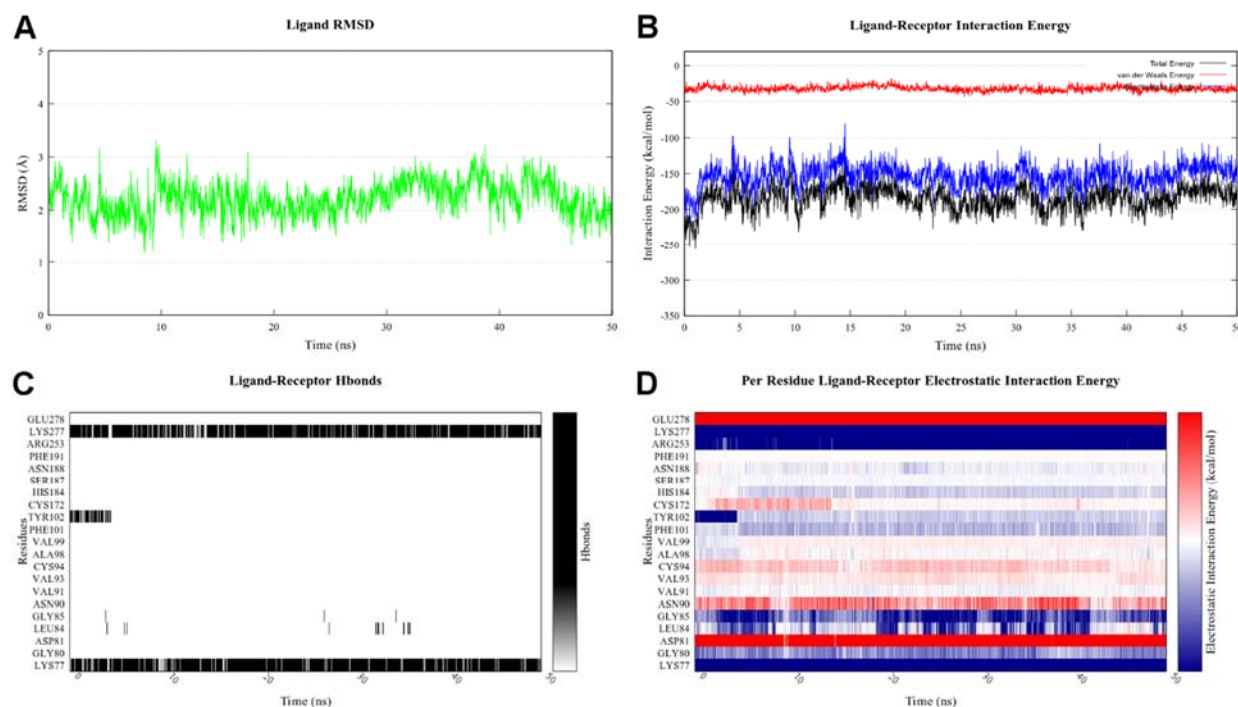 A
Ligand RMSD
RMSD (Å)
5
4
3
2
1
0
0 10 20 30 40 50
Time (ns)
B
Ligand-Receptor Interaction Energy
Interaction Energy (kcal/mol)
Total Energy
van der Waals Energy
Energy
0
-50
-100
-150
-200
-250
-300
-350
0 5 10 15 20 25 30 35 40 45 50
Time (ns)
C
Ligand-Receptor Hbonds
Residues
GLU278
LYS277
ARG253
PHE191
ASN188
SER187
HIS184
CYS172
TYR102
PHE101
VAL99
ALA98
CYS94
VAL93
VAL91
ASN90
GLY85
LEU84
ASP81
GLY80
LYS77
0 10 20 30 40 50
Time (ns)
Hbonds
D
Per Residue Ligand-Receptor Electrostatic Interaction Energy
Residues
GLU278
LYS277
ARG253
PHE191
ASN188
SER187
HIS184
CYS172
TYR102
PHE101
VAL99
ALA98
CYS94
VAL93
VAL91
ASN90
GLY85
LEU84
ASP81
GLY80
LYS77
0 10 20 30 40 50
Time (ns)
Electrostatic Interaction Energy (kcal/mol)